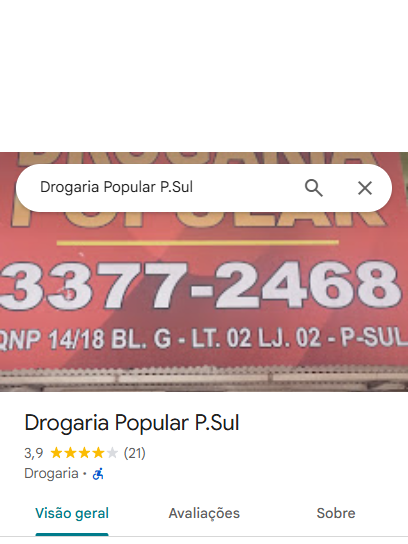 DROGARIA
Drogaria Popular P.Sul
POPULAR
3377-2468
QNP 14/18 BL. G - LT. 02 LJ. 02 - P-SUL
Drogaria Popular P.Sul
3,9 (21)
Drogaria ·
Visão geral Avaliações Sobre